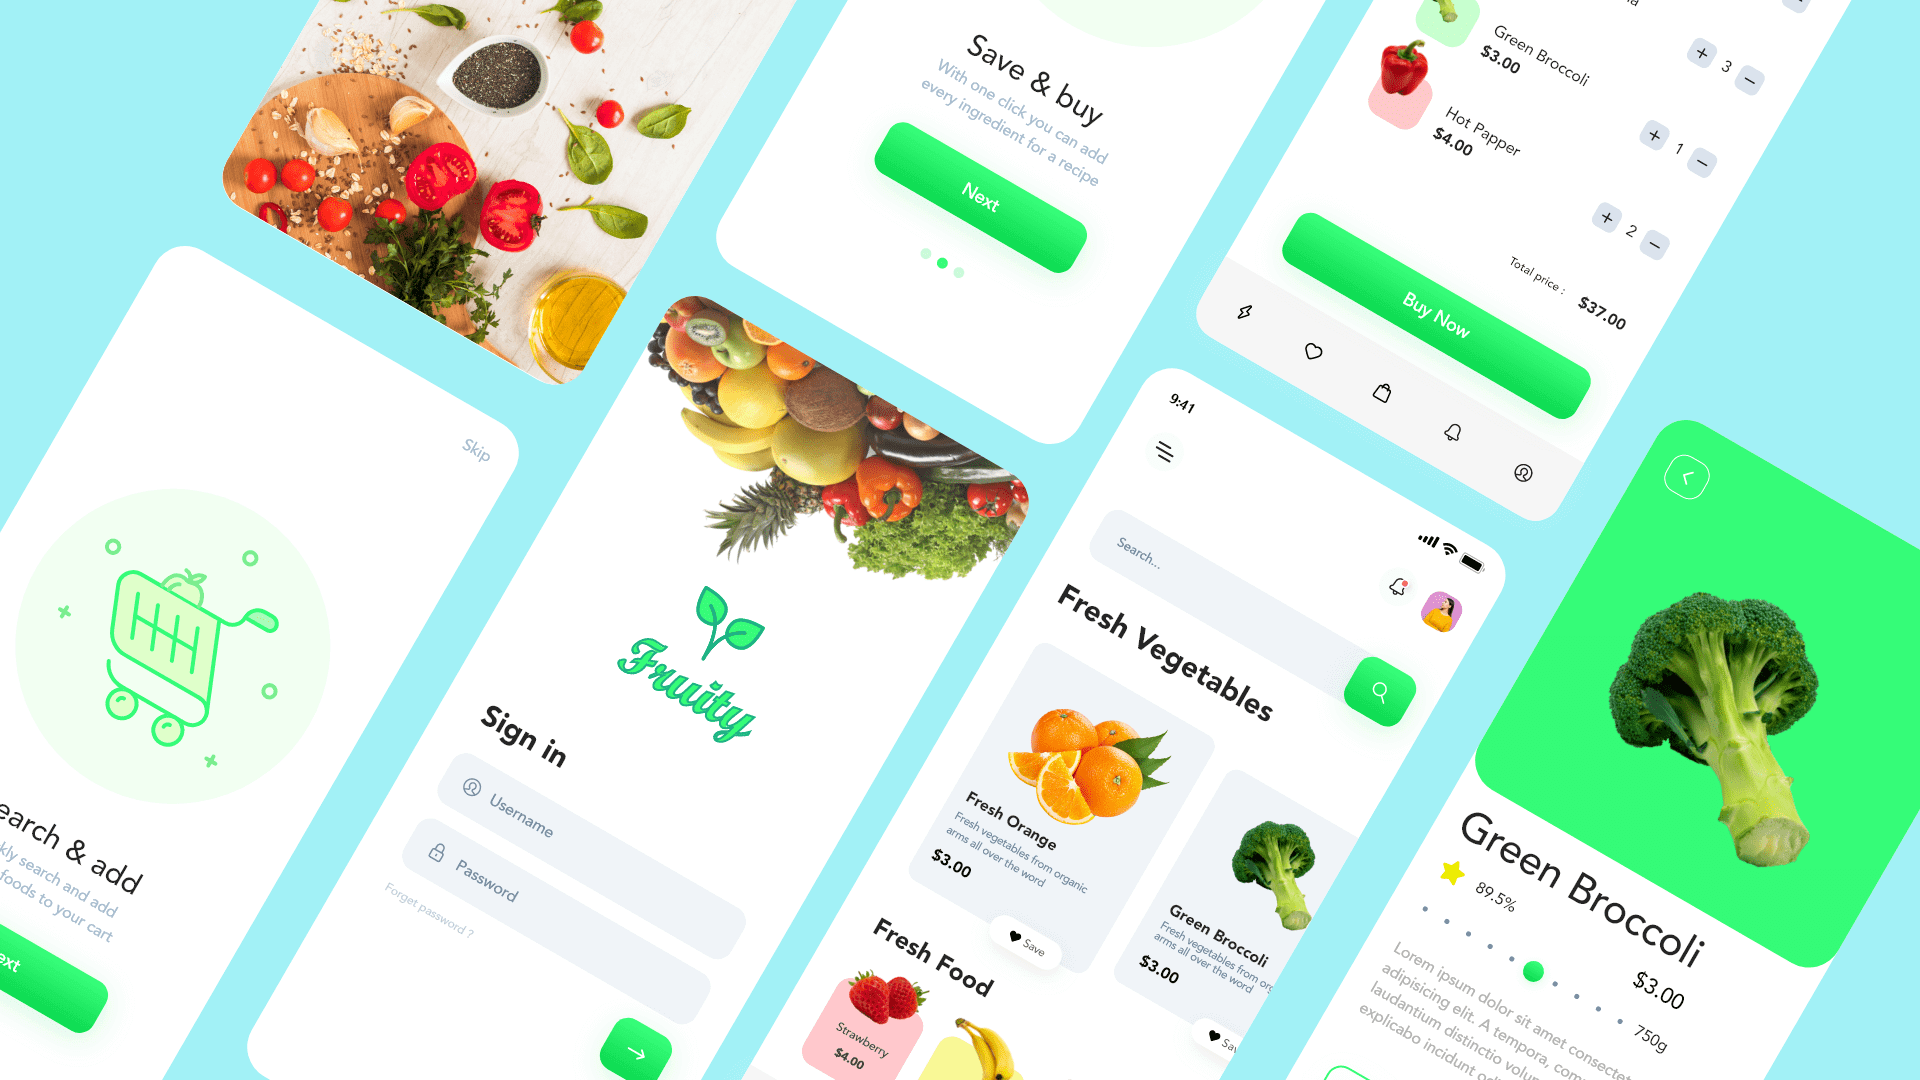 Skip
earch & add
kly search and add
foods to your cart
ext
Fruity
Sign in
Username
Password
Forget password ?
Save & buy
With one click you can add
every ingredient for a recipe
Next
Green Broccoli
$3.00
3
Hot Papper
$4.00
1
2
Total price :
$37.00
Buy Now
9:41
Search...
Fresh Vegetables
Fresh Orange
Fresh vegetables from organic
arms all over the word
$3.00
Save
Green Broccoli
Fresh vegetables from org
arms all over the word
$3.00
Sav
Fresh Food
Strawberry
$4.00
Green Broccoli
89.5%
$3.00
750g
Lorem ipsum dolor sit amet consectet
adipisicing elit. A tempora, com
laudantium distinctio volu
explicabo incidunt od